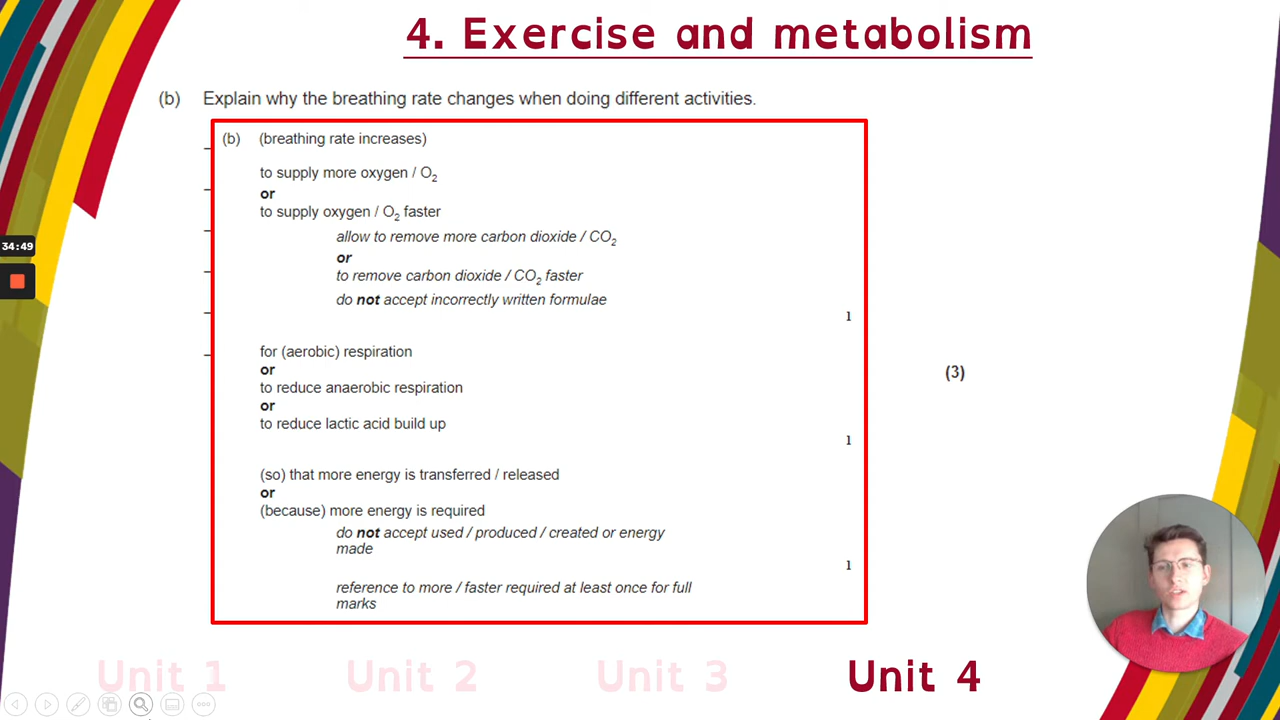 4. Exercise and metabolism
(b) Explain why the breathing rate changes when doing different activities.
(b) (breathing rate increases)
to supply more oxygen / O₂
or
to supply oxygen / O₂ faster
allow to remove more carbon dioxide / CO₂
or
to remove carbon dioxide / CO₂ faster
do not accept incorrectly written formulae
1
for (aerobic) respiration
or
to reduce anaerobic respiration
or
to reduce lactic acid build up
1
(so) that more energy is transferred / released
or
(because) more energy is required
do not accept used / produced / created or energy
made
1
reference to more / faster required at least once for full
marks
(3)
34:49
Unit 1 Unit 2 Unit 3 Unit 4